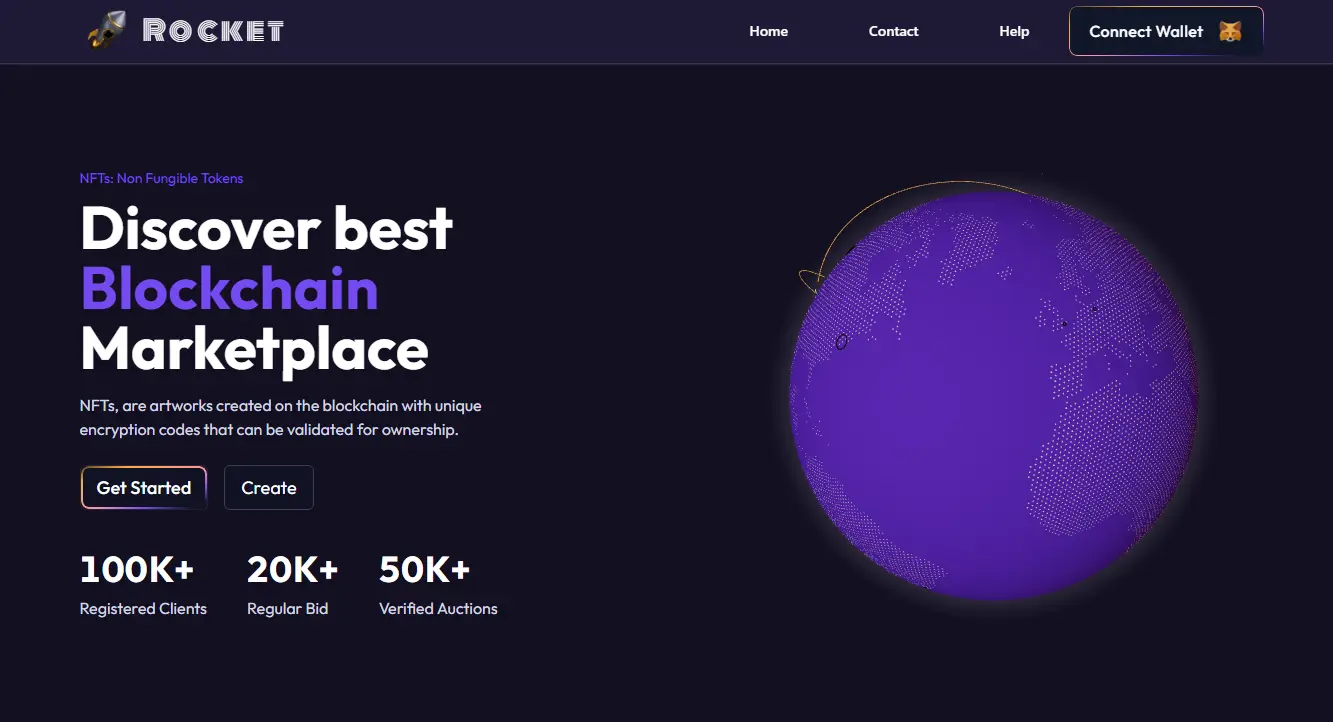 ROCKET
Home
Contact
Help
Connect Wallet
NFTs: Non Fungible Tokens
Discover best
Blockchain
Marketplace
NFTs, are artworks created on the blockchain with unique
encryption codes that can be validated for ownership.
Get Started
Create
100K+
20K+
50K+
Registered Clients
Regular Bid
Verified Auctions